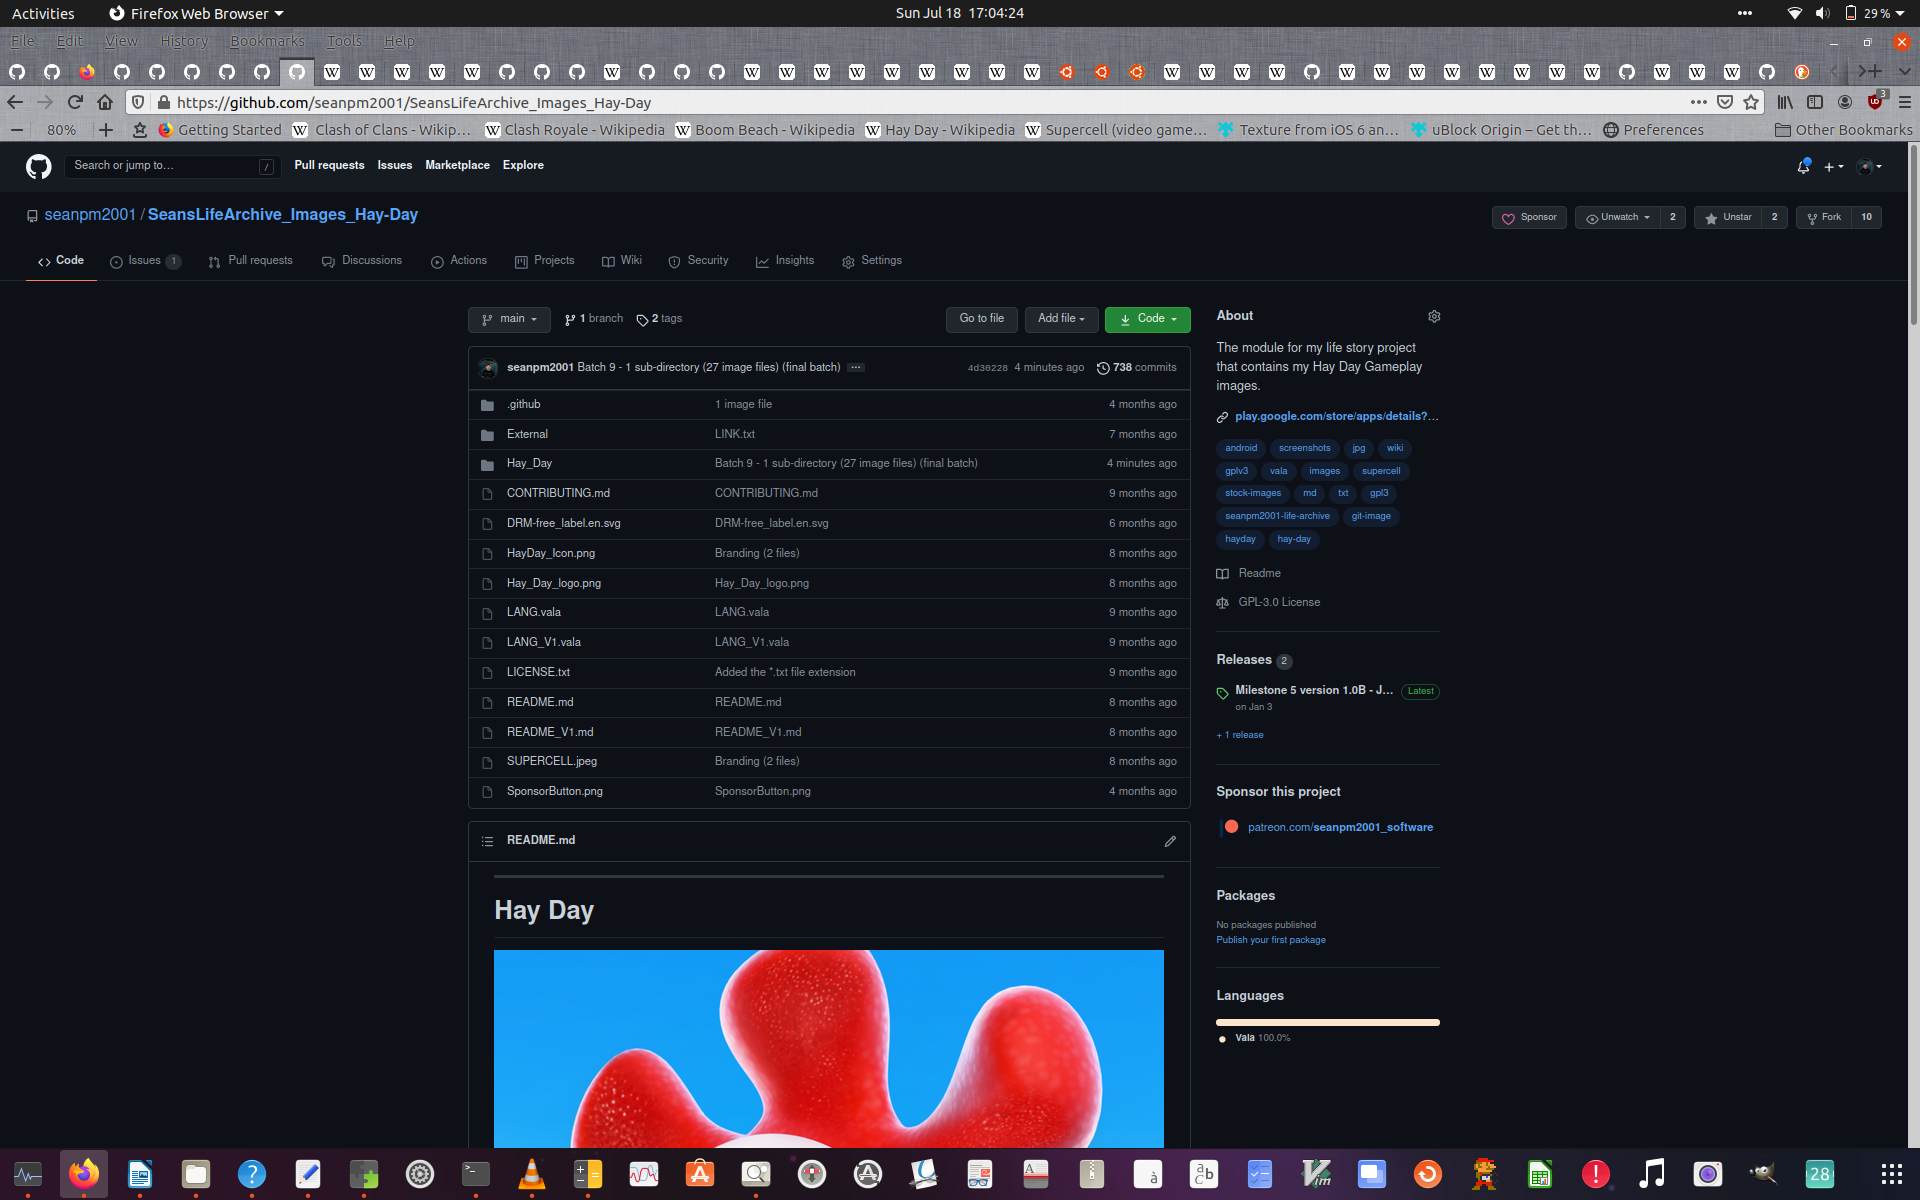 Activities Firefox Web Browser Sun Jul 18 17:04:24 29 %
File Edit View History Bookmarks Tools Help
https://github.com/seanpm2001/SeansLifeArchive_Images_Hay-Day 3
80% Getting Started Clash of Clans - Wikip… Clash Royale - Wikipedia Boom Beach - Wikipedia Hay Day - Wikipedia Supercell (video game… Texture from iOS 6 an… uBlock Origin – Get th… Preferences Other Bookmarks
Search or jump to… / Pull requests Issues Marketplace Explore
seanpm2001 / SeansLifeArchive_Images_Hay-Day Sponsor Unwatch 2 Unstar 2 Fork 10
Code Issues 1 Pull requests Discussions Actions Projects Wiki Security Insights Settings
main 1 branch 2 tags Go to file Add file Code
seanpm2001 Batch 9 - 1 sub-directory (27 image files) (final batch) ··· 4d30228 4 minutes ago 738 commits
.github 1 image file 4 months ago
External LINK.txt 7 months ago
Hay_Day Batch 9 - 1 sub-directory (27 image files) (final batch) 4 minutes ago
CONTRIBUTING.md CONTRIBUTING.md 9 months ago
DRM-free_label.en.svg DRM-free_label.en.svg 6 months ago
HayDay_Icon.png Branding (2 files) 8 months ago
Hay_Day_logo.png Hay_Day_logo.png 8 months ago
LANG.vala LANG.vala 9 months ago
LANG_V1.vala LANG_V1.vala 9 months ago
LICENSE.txt Added the *.txt file extension 9 months ago
README.md README.md 8 months ago
README_V1.md README_V1.md 8 months ago
SUPERCELL.jpeg Branding (2 files) 8 months ago
SponsorButton.png SponsorButton.png 4 months ago
README.md
Hay Day
About
The module for my life story project
that contains my Hay Day Gameplay
images.
play.google.com/store/apps/details?…
android screenshots jpg wiki
gplv3 vala images supercell
stock-images md txt gpl3
seanpm2001-life-archive git-image
hayday hay-day
Readme
GPL-3.0 License
Releases 2
Milestone 5 version 1.0B - J… Latest
on Jan 3
+ 1 release
Sponsor this project
patreon.com/seanpm2001_software
Packages
No packages published
Publish your first package
Languages
Vala 100.0%
28